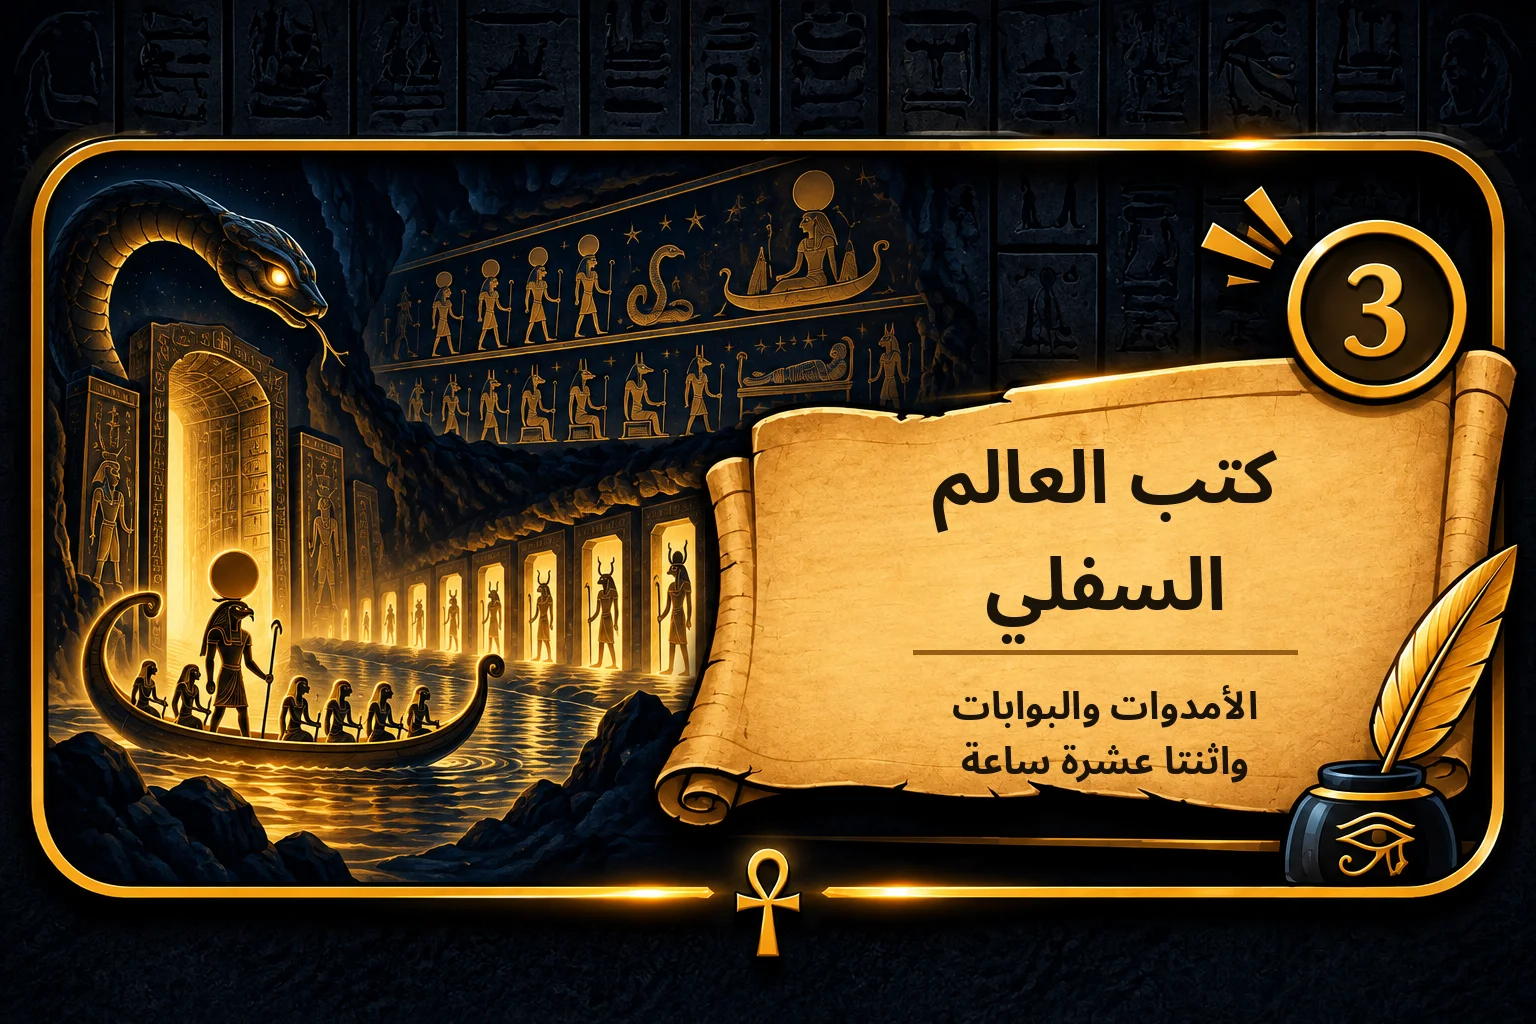 3
كتب العالم
السفلي
الأمدوات والبوابات
واثنتا عشرة ساعة